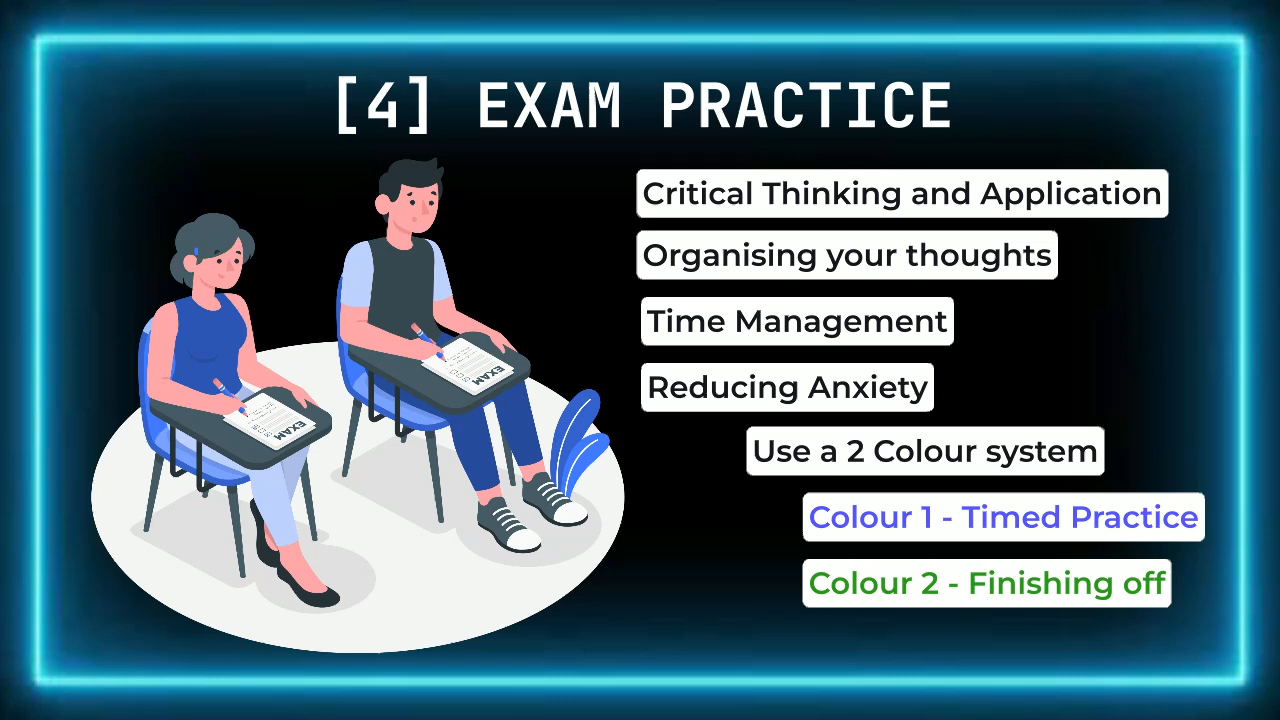 [4] EXAM PRACTICE
Critical Thinking and Application
Organising your thoughts
Time Management
Reducing Anxiety
Use a 2 Colour system
Colour 1 - Timed Practice
Colour 2 - Finishing off
EXAM
EXAM